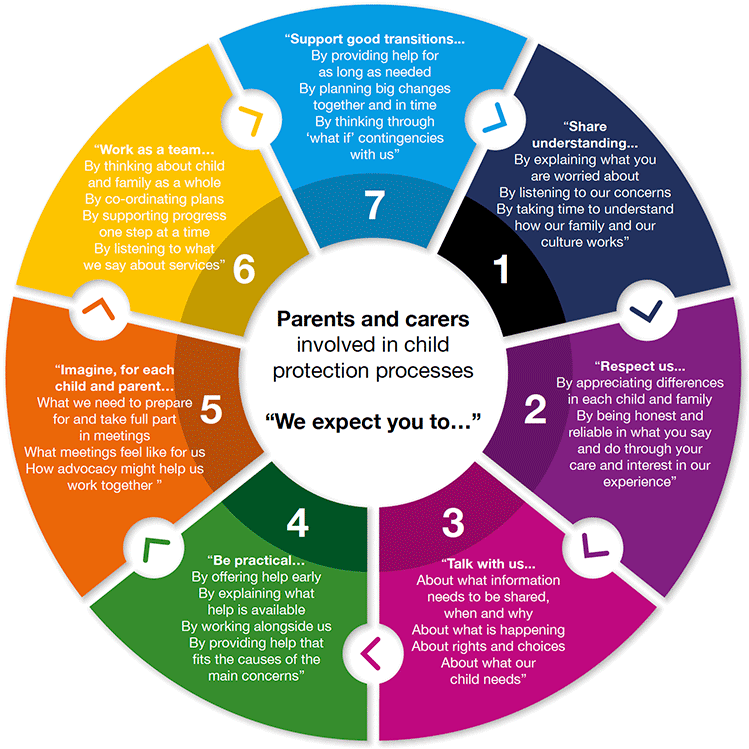 Parents and carers
involved in child
protection processes
“We expect you to…”
1
“Share
understanding...
By explaining what you
are worried about
By listening to our concerns
By taking time to understand
how our family and our
culture works”
2
“Respect us...
By appreciating differences
in each child and family
By being honest and
reliable in what you say
and do through your
care and interest in our
experience”
3
“Talk with us...
About what information
needs to be shared,
when and why
About what is happening
About rights and choices
About what our
child needs”
4
“Be practical...
By offering help early
By explaining what
help is available
By working alongside us
By providing help that
fits the causes of the
main concerns”
5
“Imagine, for each
child and parent…
What we need to prepare
for and take full part
in meetings
What meetings feel like for us
How advocacy might help us
work together ”
6
“Work as a team…
By thinking about child
and family as a whole
By co-ordinating plans
By supporting progress
one step at a time
By listening to what
we say about services”
7
“Support good transitions...
By providing help for
as long as needed
By planning big changes
together and in time
By thinking through
‘what if’ contingencies
with us”